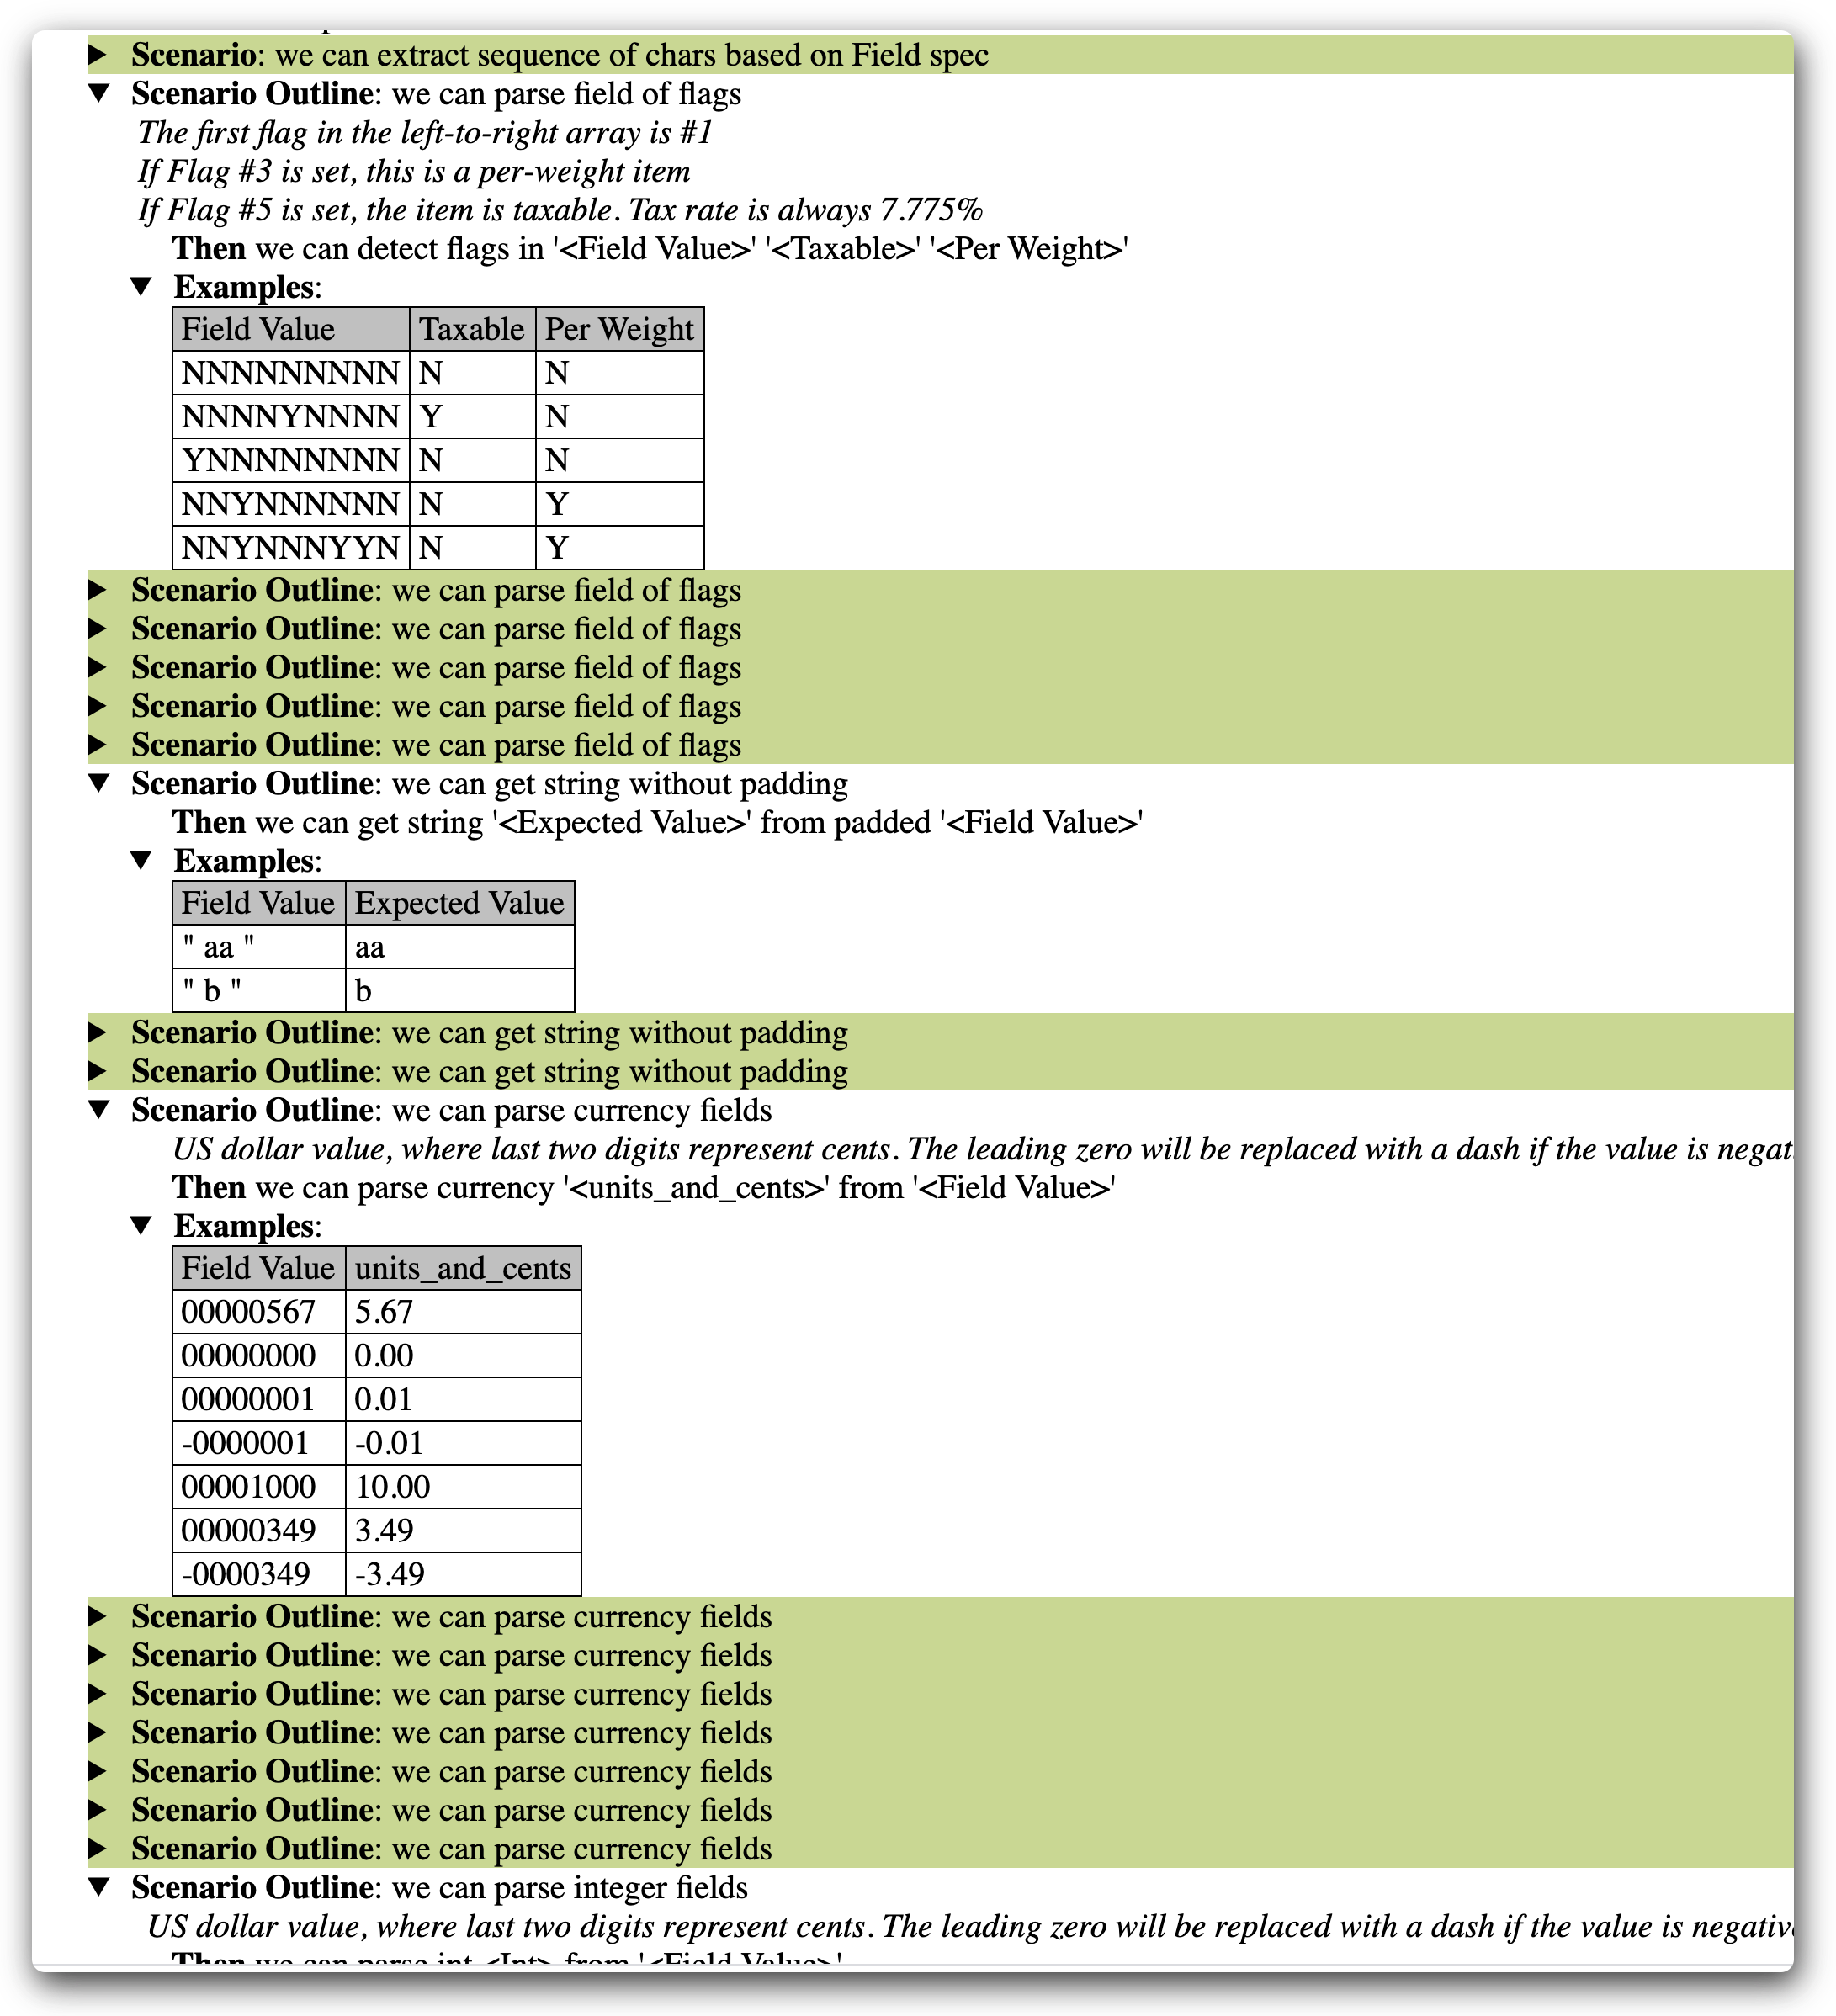 Scenario: we can extract sequence of chars based on Field spec
Scenario Outline: we can parse field of flags
The first flag in the left-to-right array is #1
If Flag #3 is set, this is a per-weight item
If Flag #5 is set, the item is taxable. Tax rate is always 7.775%
Then we can detect flags in '<Field Value>' '<Taxable>' '<Per Weight>'
Examples:
Field Value Taxable Per Weight
NNNNNNNNN N N
NNNNYNNNN Y N
YNNNNNNNN N N
NNYNNNNNN N Y
NNYNNNYYN N Y
Scenario Outline: we can parse field of flags
Scenario Outline: we can parse field of flags
Scenario Outline: we can parse field of flags
Scenario Outline: we can parse field of flags
Scenario Outline: we can parse field of flags
Scenario Outline: we can get string without padding
Then we can get string '<Expected Value>' from padded '<Field Value>'
Examples:
Field Value Expected Value
" aa " aa
" b " b
Scenario Outline: we can get string without padding
Scenario Outline: we can get string without padding
Scenario Outline: we can parse currency fields
US dollar value, where last two digits represent cents. The leading zero will be replaced with a dash if the value is negat
Then we can parse currency '<units_and_cents>' from '<Field Value>'
Examples:
Field Value units_and_cents
00000567 5.67
00000000 0.00
00000001 0.01
-0000001 -0.01
00001000 10.00
00000349 3.49
-0000349 -3.49
Scenario Outline: we can parse currency fields
Scenario Outline: we can parse currency fields
Scenario Outline: we can parse currency fields
Scenario Outline: we can parse currency fields
Scenario Outline: we can parse currency fields
Scenario Outline: we can parse currency fields
Scenario Outline: we can parse currency fields
Scenario Outline: we can parse integer fields
US dollar value, where last two digits represent cents. The leading zero will be replaced with a dash if the value is negative
Then we can parse int <Int> from '<Field Value>'